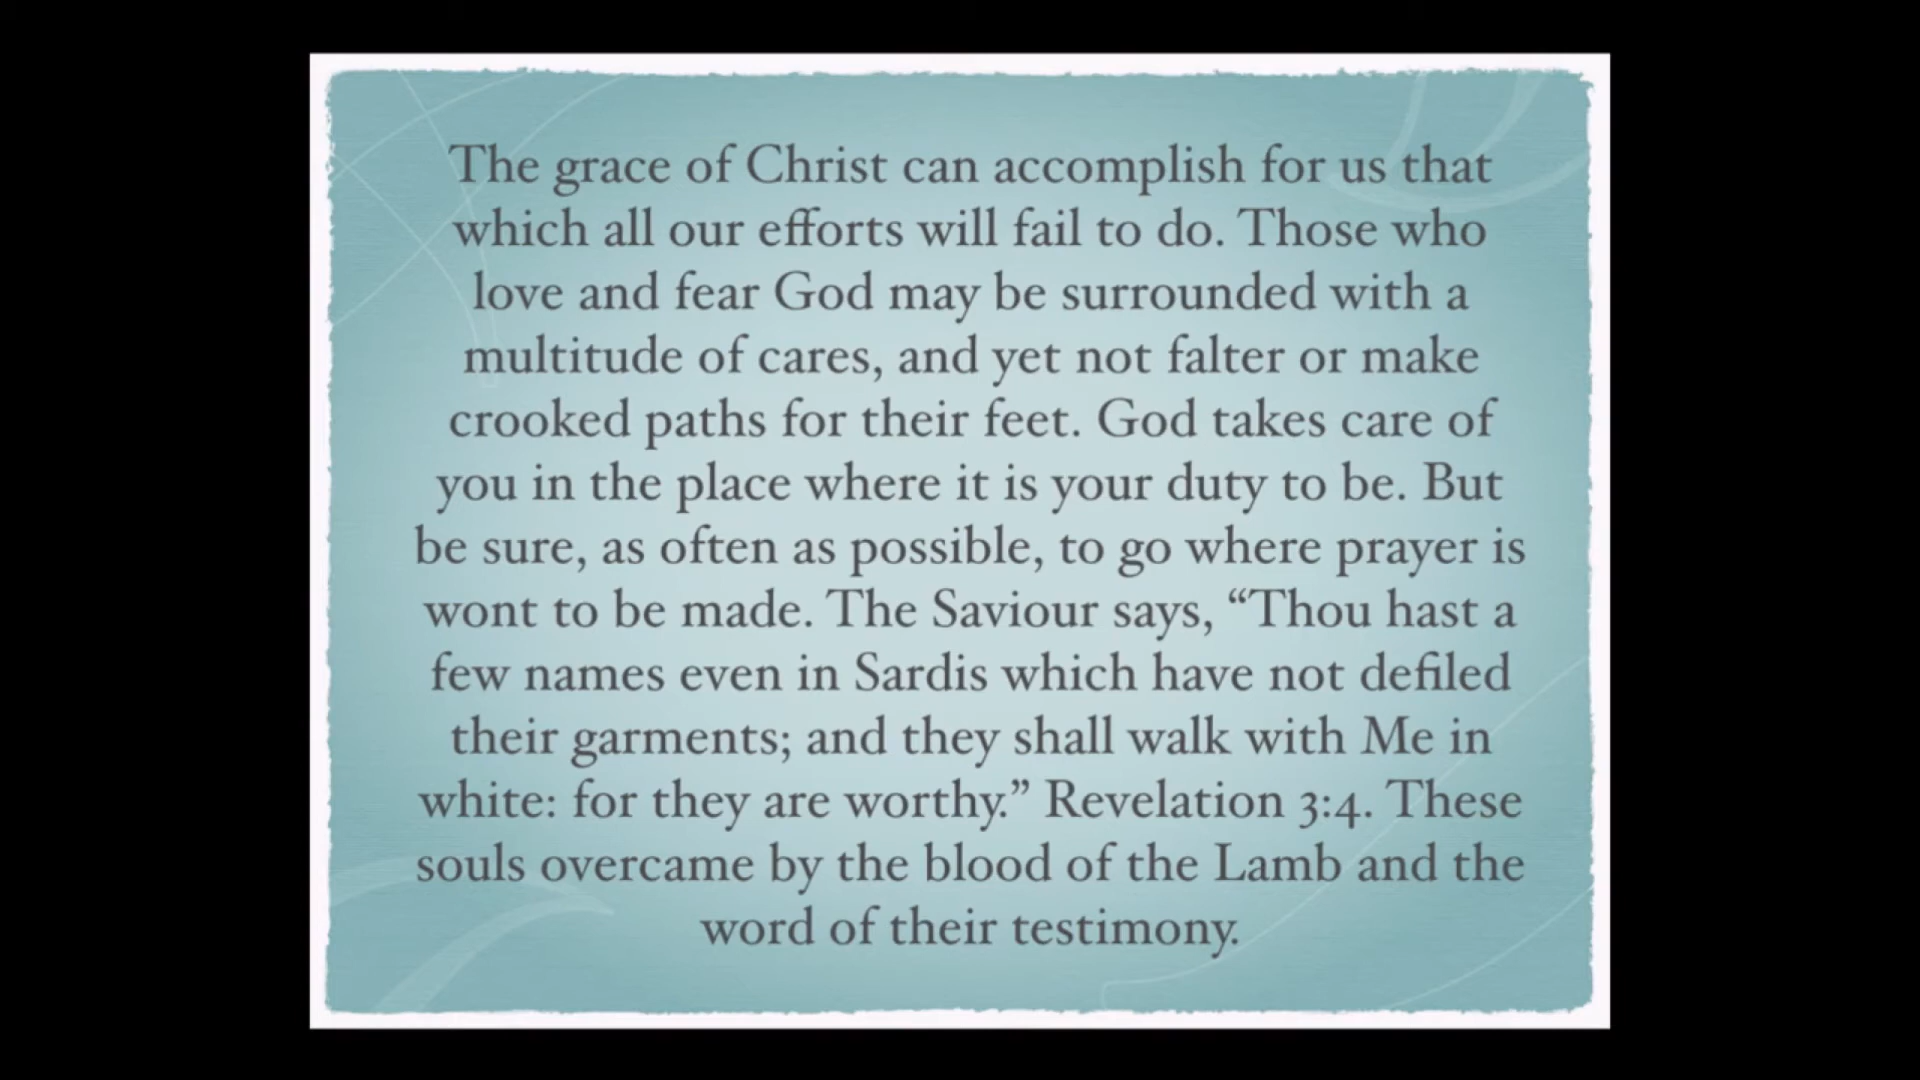 The grace of Christ can accomplish for us that
which all our efforts will fail to do. Those who
love and fear God may be surrounded with a
multitude of cares, and yet not falter or make
crooked paths for their feet. God takes care of
you in the place where it is your duty to be. But
be sure, as often as possible, to go where prayer is
wont to be made. The Saviour says, “Thou hast a
few names even in Sardis which have not defiled
their garments; and they shall walk with Me in
white: for they are worthy.” Revelation 3:4. These
souls overcame by the blood of the Lamb and the
word of their testimony.